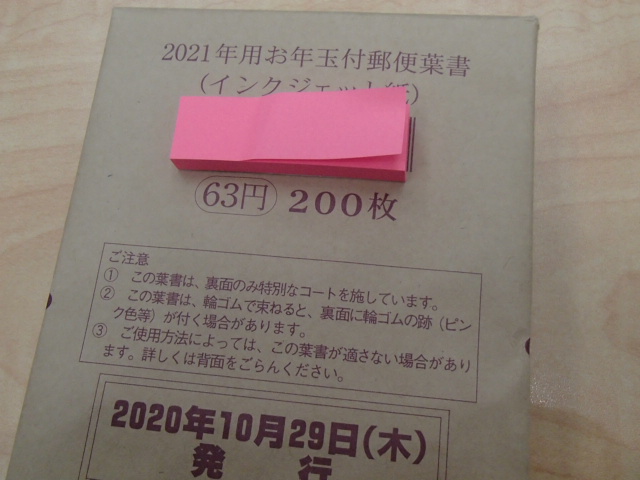 2021年用お年玉付郵便葉書
(インクジェット紙)
63円 200枚
ご注意
① この葉書は、裏面のみ特別なコートを施しています。
② この葉書は、輪ゴムで束ねると、裏面に輪ゴムの跡(ピン
ク色等)が付く場合があります。
③ ご使用方法によっては、この葉書が適さない場合があり
ます。詳しくは背面をごらんください。
2020年10月29日(木)
発 行